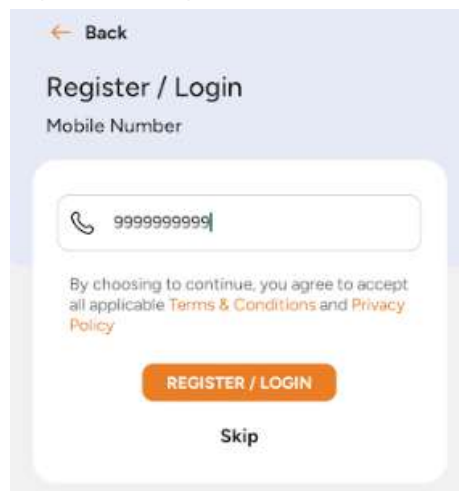 Back
Register / Login
Mobile Number
9999999999
By choosing to continue, you agree to accept
all applicable Terms & Conditions and Privacy
Policy
REGISTER / LOGIN
Skip